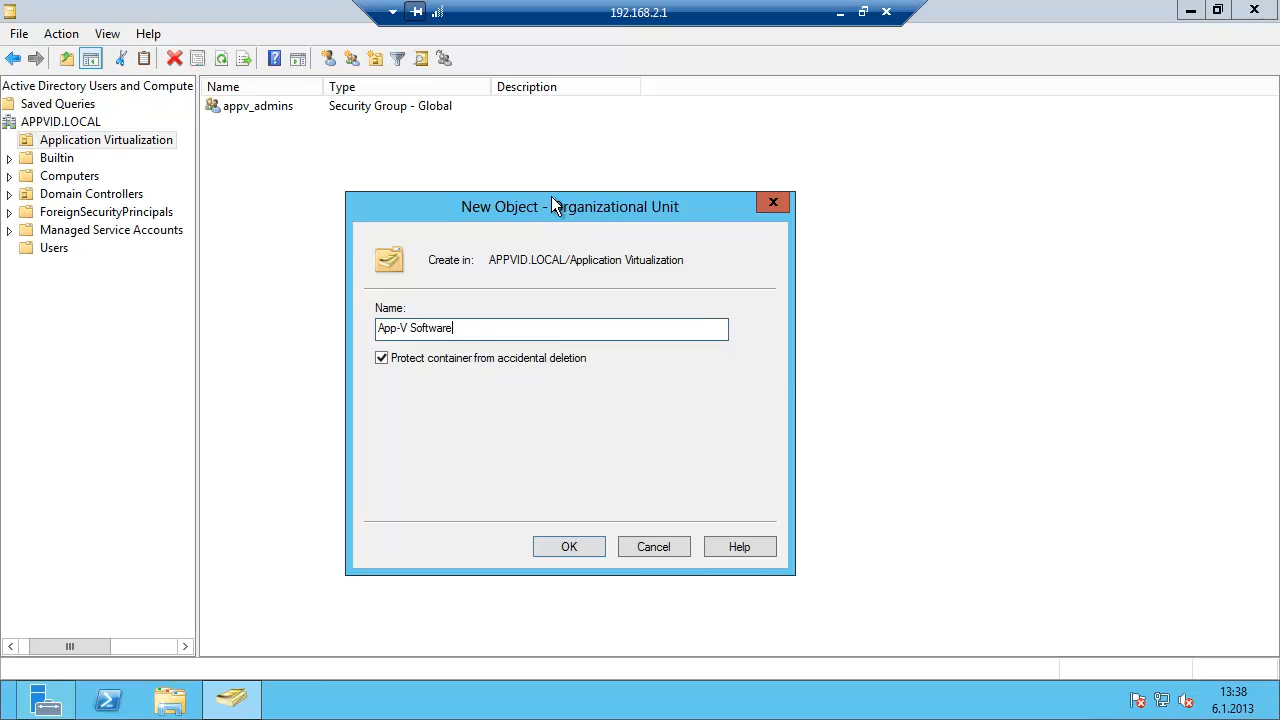 192.168.2.1
File Action View Help
Active Directory Users and Compute
Saved Queries
APPVID.LOCAL
Application Virtualization
Builtin
Computers
Domain Controllers
ForeignSecurityPrincipals
Managed Service Accounts
Users
Name Type Description
appv_admins Security Group - Global
New Object - Organizational Unit
Create in: APPVID.LOCAL/Application Virtualization
Name:
App-V Software
Protect container from accidental deletion
OK Cancel Help
13:38
6.1.2013